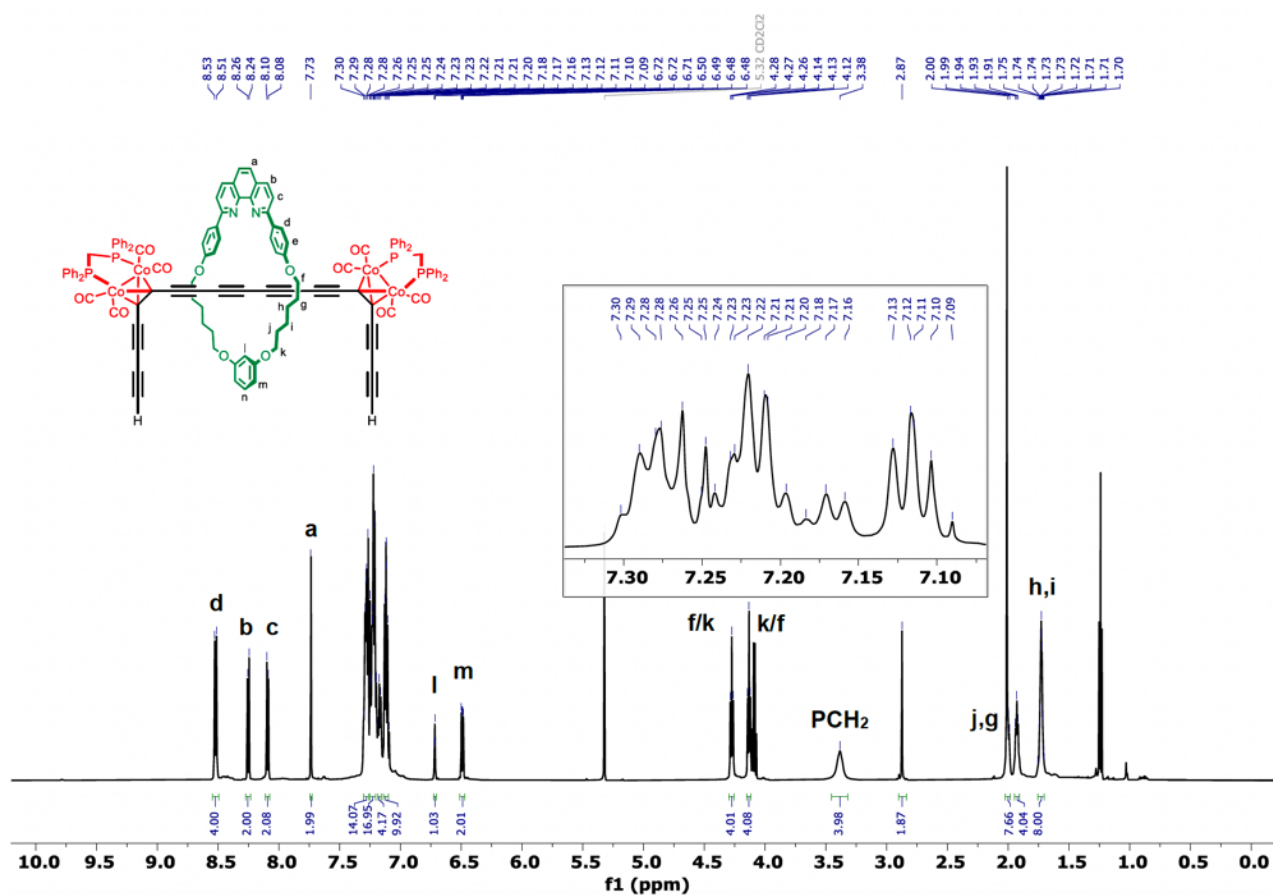 8.53 8.51 8.26 8.24 8.10 8.08 7.73 7.30 7.29 7.28 7.28 7.26 7.25 7.25 7.24 7.23 7.23 7.22 7.21 7.21 7.20 7.18 7.17 7.16 7.13 7.12 7.11 7.10 7.09 6.72 6.72 6.71 6.50 6.49 6.48 6.48 5.32 CD2Cl2 4.28 4.27 4.26 4.14 4.13 4.12 3.38 2.87 2.00 1.99 1.94 1.93 1.91 1.75 1.74 1.74 1.73 1.73 1.72 1.71 1.71 1.70
a
b
c
N N
d
e
Ph2 CO
P
Ph2P
Co
CO
Co
OC
CO
O
O
f
g
h
i
j
k
O
O
l
m
n
CO Ph2
P
OC
Co
PPh2
Co
CO
OC
H
H
7.30 7.29 7.28 7.28 7.26 7.25 7.25 7.24 7.23 7.23 7.22 7.21 7.21 7.20 7.18 7.17 7.16 7.13 7.12 7.11 7.10 7.09
7.30 7.25 7.20 7.15 7.10
d
b
c
a
l
m
f/k
k/f
PCH2
j,g
h,i
4.00 2.00 2.08 1.99 14.07 16.95 4.17 9.92 1.03 2.01 4.01 4.08 3.98 1.87 7.66 4.04 8.00
10.0 9.5 9.0 8.5 8.0 7.5 7.0 6.5 6.0 5.5 5.0 4.5 4.0 3.5 3.0 2.5 2.0 1.5 1.0 0.5 0.0
f1 (ppm)